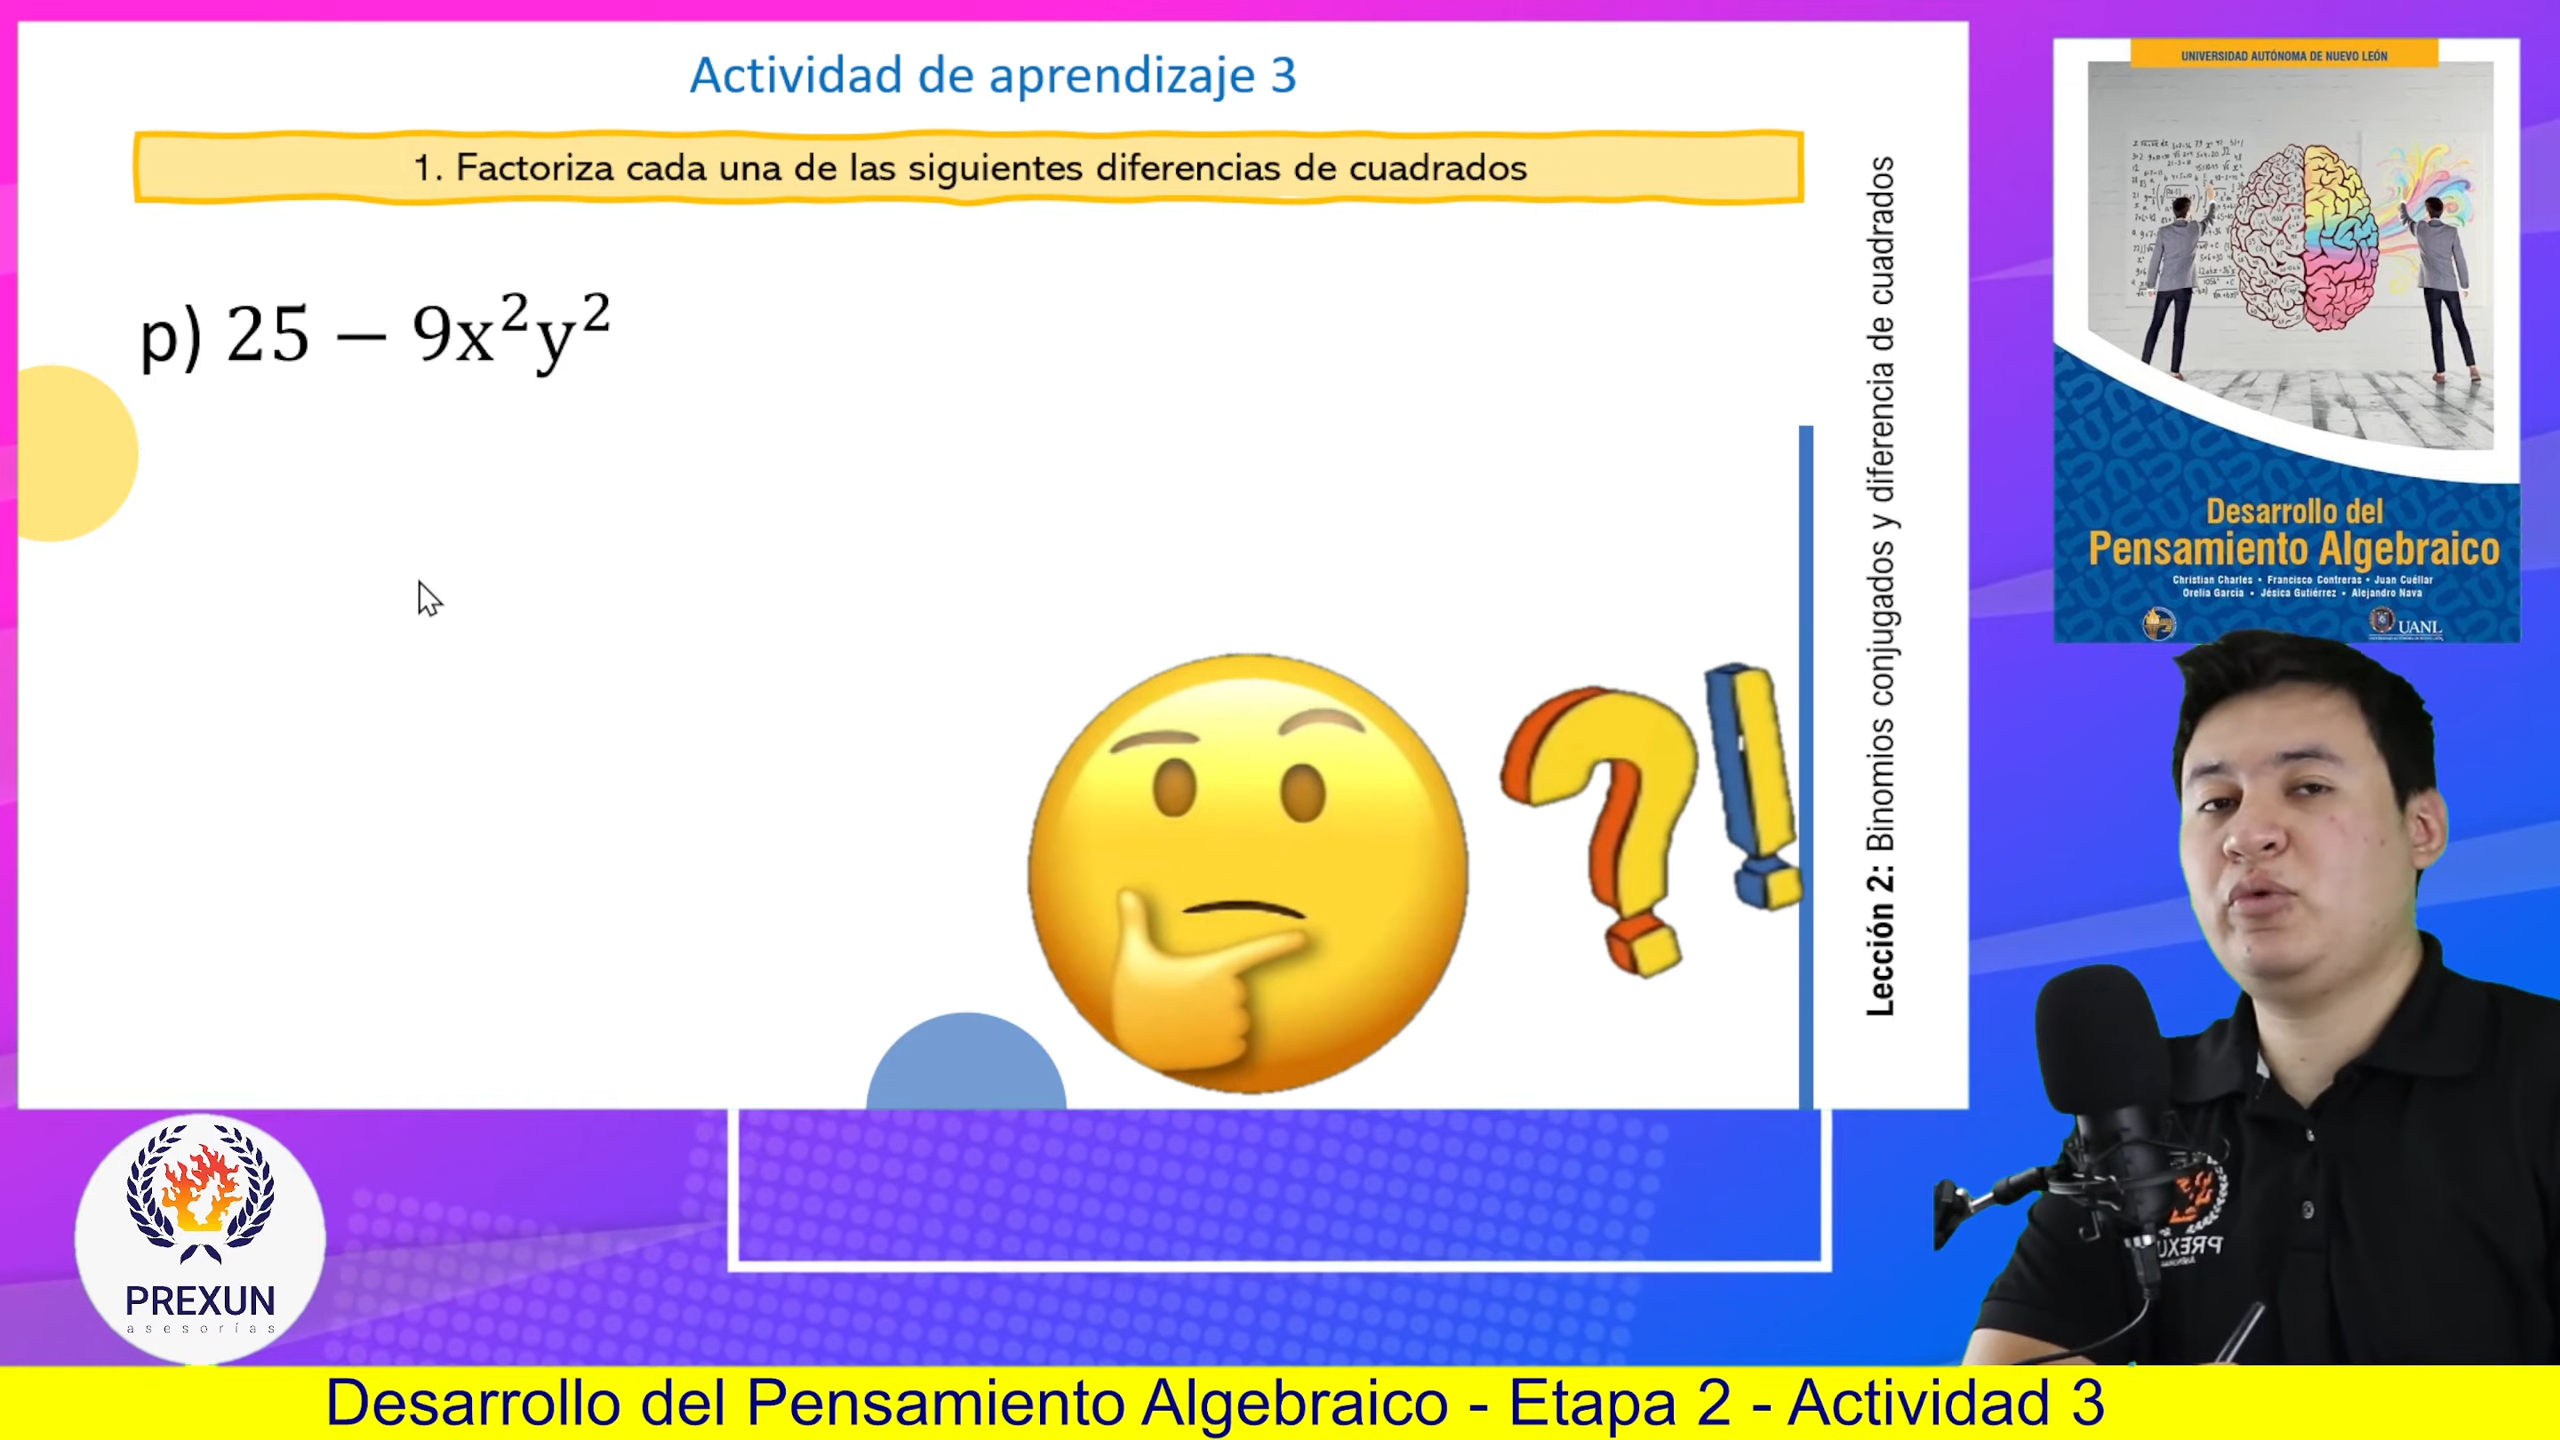 Actividad de aprendizaje 3
1. Factoriza cada una de las siguientes diferencias de cuadrados
p) 25 − 9x²y²
Lección 2: Binomios conjugados y diferencia de cuadrados
UNIVERSIDAD AUTÓNOMA DE NUEVO LEÓN
Desarrollo del
Pensamiento Algebraico
Christian Charles • Francisco Contreras • Juan Cuéllar
Orelia García • Jésica Gutiérrez • Alejandro Nava
UANL
PREXUN
asesorías
PREXUN
Desarrollo del Pensamiento Algebraico - Etapa 2 - Actividad 3